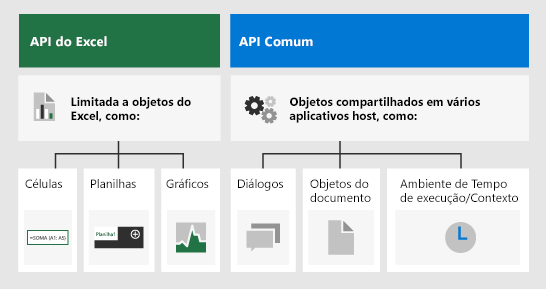 API do Excel
API Comum
Limitada a objetos do
Excel, como:
Objetos compartilhados em vários
aplicativos host, como:
Células
Planilhas
Gráficos
Diálogos
Objetos do
documento
Ambiente de Tempo
de execução/Contexto
=SOMA (A1: A5)
Planilha1